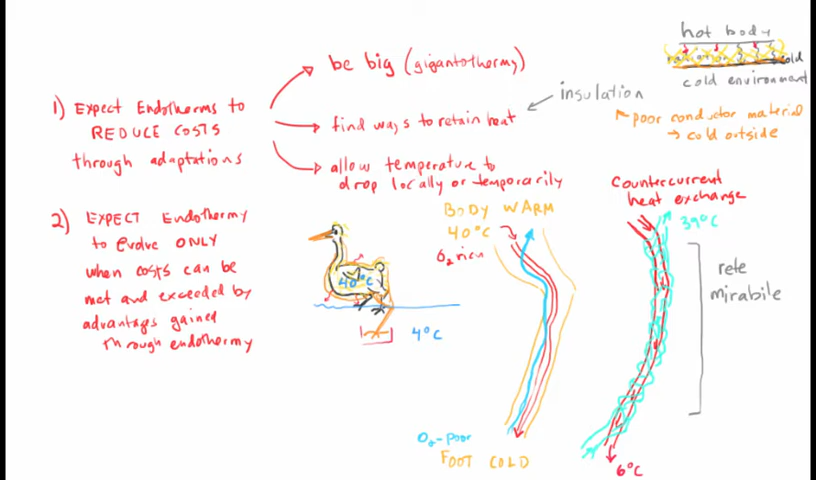 1) Expect Endotherms to
REDUCE COSTS
through adaptations
be big (gigantothermy)
find ways to retain heat
insulation
allow temperature to
drop locally or temporarily
hot body
cold
cold environment
poor conductor material
→ cold outside
2) EXPECT Endothermy
to evolve ONLY
when costs can be
met and exceeded by
advantages gained
through endothermy
40°C
4°C
BODY WARM
40°C
O₂ rich
O₂-poor
FOOT COLD
Countercurrent
heat exchange
39°C
rete
mirabile
6°C